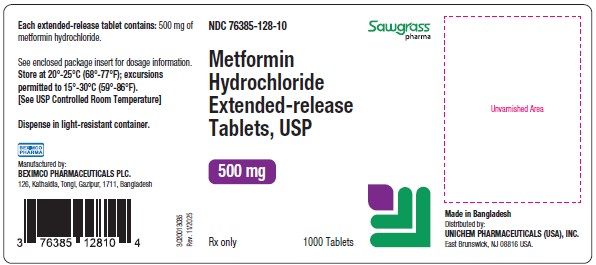 Each extended-release tablet contains: 500 mg of
metformin hydrochloride.
See enclosed package insert for dosage information.
Store at 20°-25°C (68°-77°F); excursions
permitted to 15°-30°C (59°-86°F).
[See USP Controlled Room Temperature]
Dispense in light-resistant container.
BEXIMCO
PHARMA
Manufactured by:
BEXIMCO PHARMACEUTICALS PLC.
126, Kathaldia, Tongi, Gazipur, 1711, Bangladesh
3 76385 12810 4
Rev. 11/2025
NDC 76385-128-10
Metformin
Hydrochloride
Extended-release
Tablets, USP
500 mg
Rx only 1000 Tablets
Sawgrass
pharma
Unvarnished Area
Made in Bangladesh
Distributed by:
UNICHEM PHARMACEUTICALS (USA), INC.
East Brunswick, NJ 08816 USA.